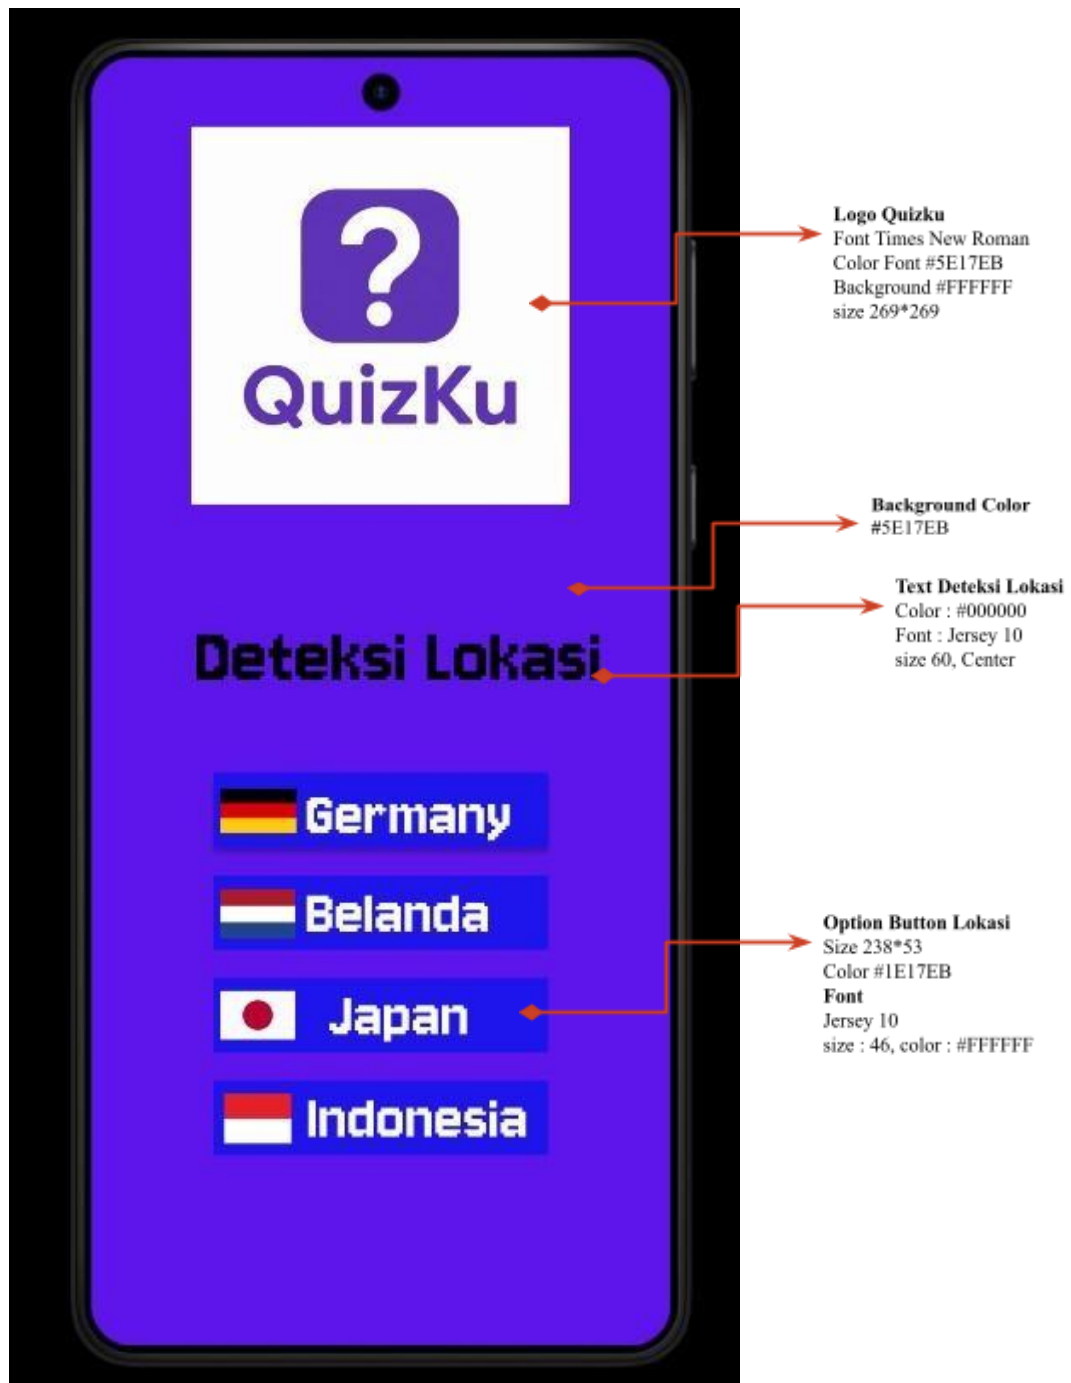 ?
QuizKu
Deteksi Lokasi
Germany
Belanda
Japan
Indonesia
Logo Quizku
Font Times New Roman
Color Font #5E17EB
Background #FFFFFF
size 269*269
Background Color
#5E17EB
Text Deteksi Lokasi
Color : #000000
Font : Jersey 10
size 60, Center
Option Button Lokasi
Size 238*53
Color #1E17EB
Font
Jersey 10
size : 46, color : #FFFFFF